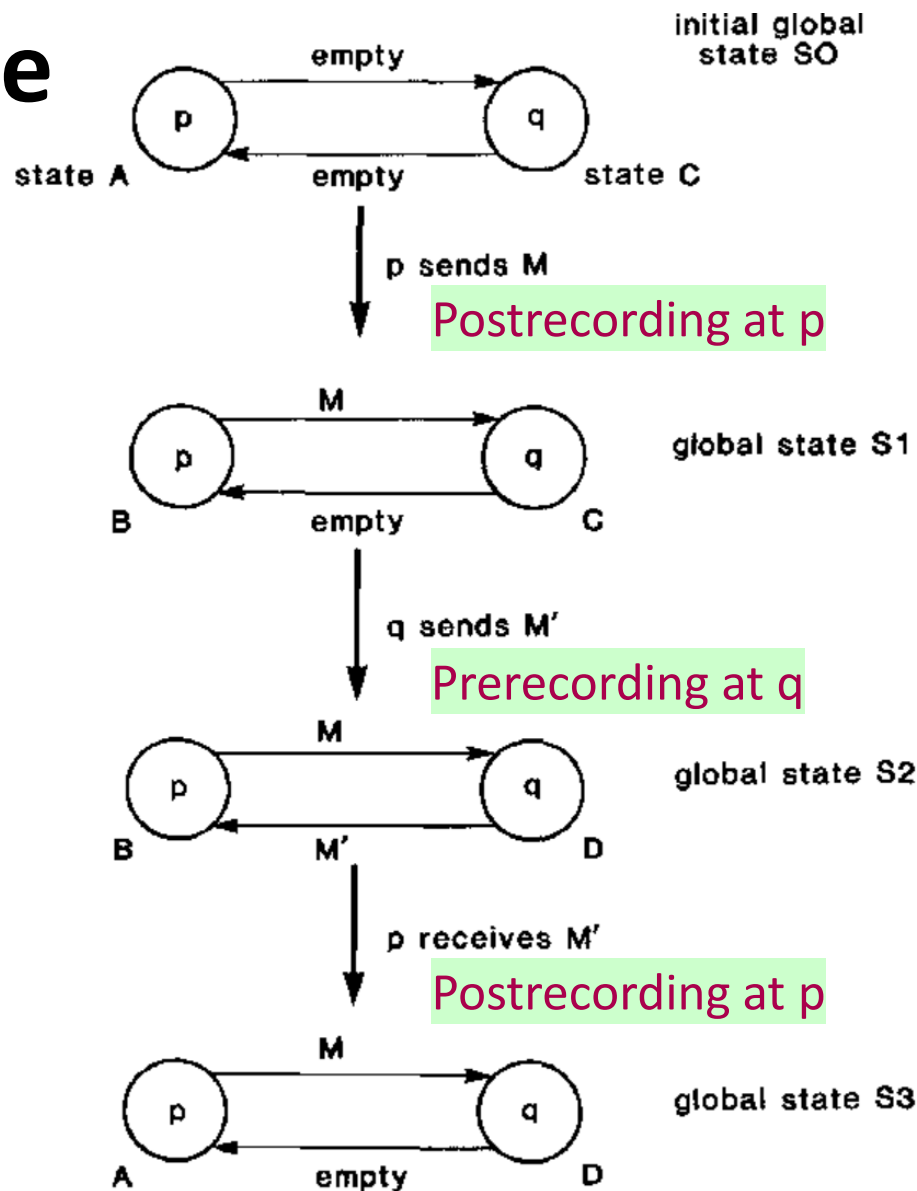 e
initial global
state SO
empty
p
q
state A
empty
state C
p sends M
Postrecording at p
M
p
q
global state S1
B
empty
C
q sends M′
Prerecording at q
M
p
q
global state S2
B
M′
D
p receives M′
Postrecording at p
M
p
q
global state S3
A
empty
D